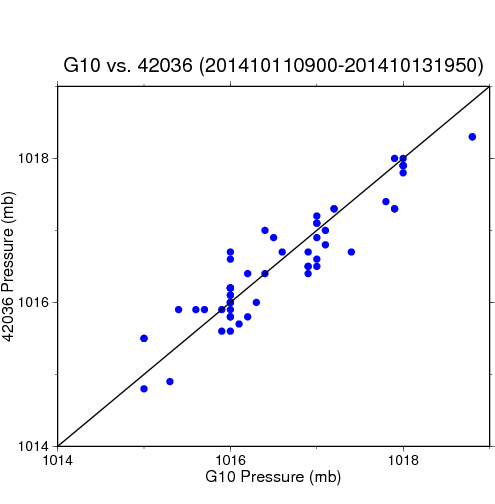 G10 vs. 42036 (201410110900-201410131950)
1018
1016
1014
42036 Pressure (mb)
1014 1016 1018
G10 Pressure (mb)